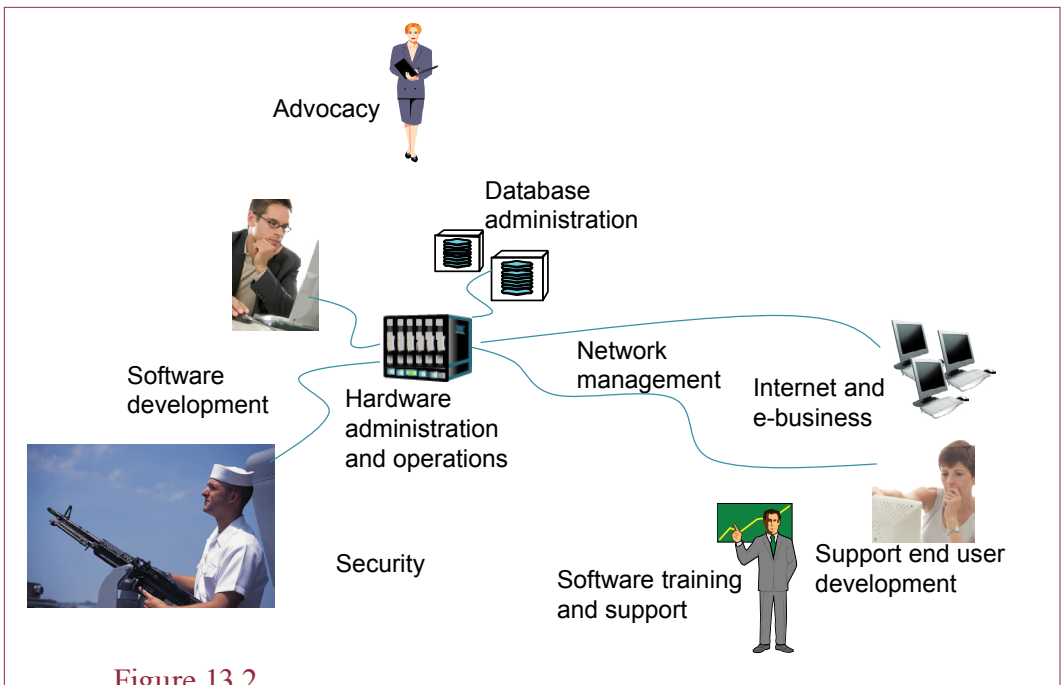 Advocacy
Database
administration
Software
development
Hardware
administration
and operations
Network
management
Internet and
e-business
Security
Software training
and support
Support end user
development
Figure 13.2